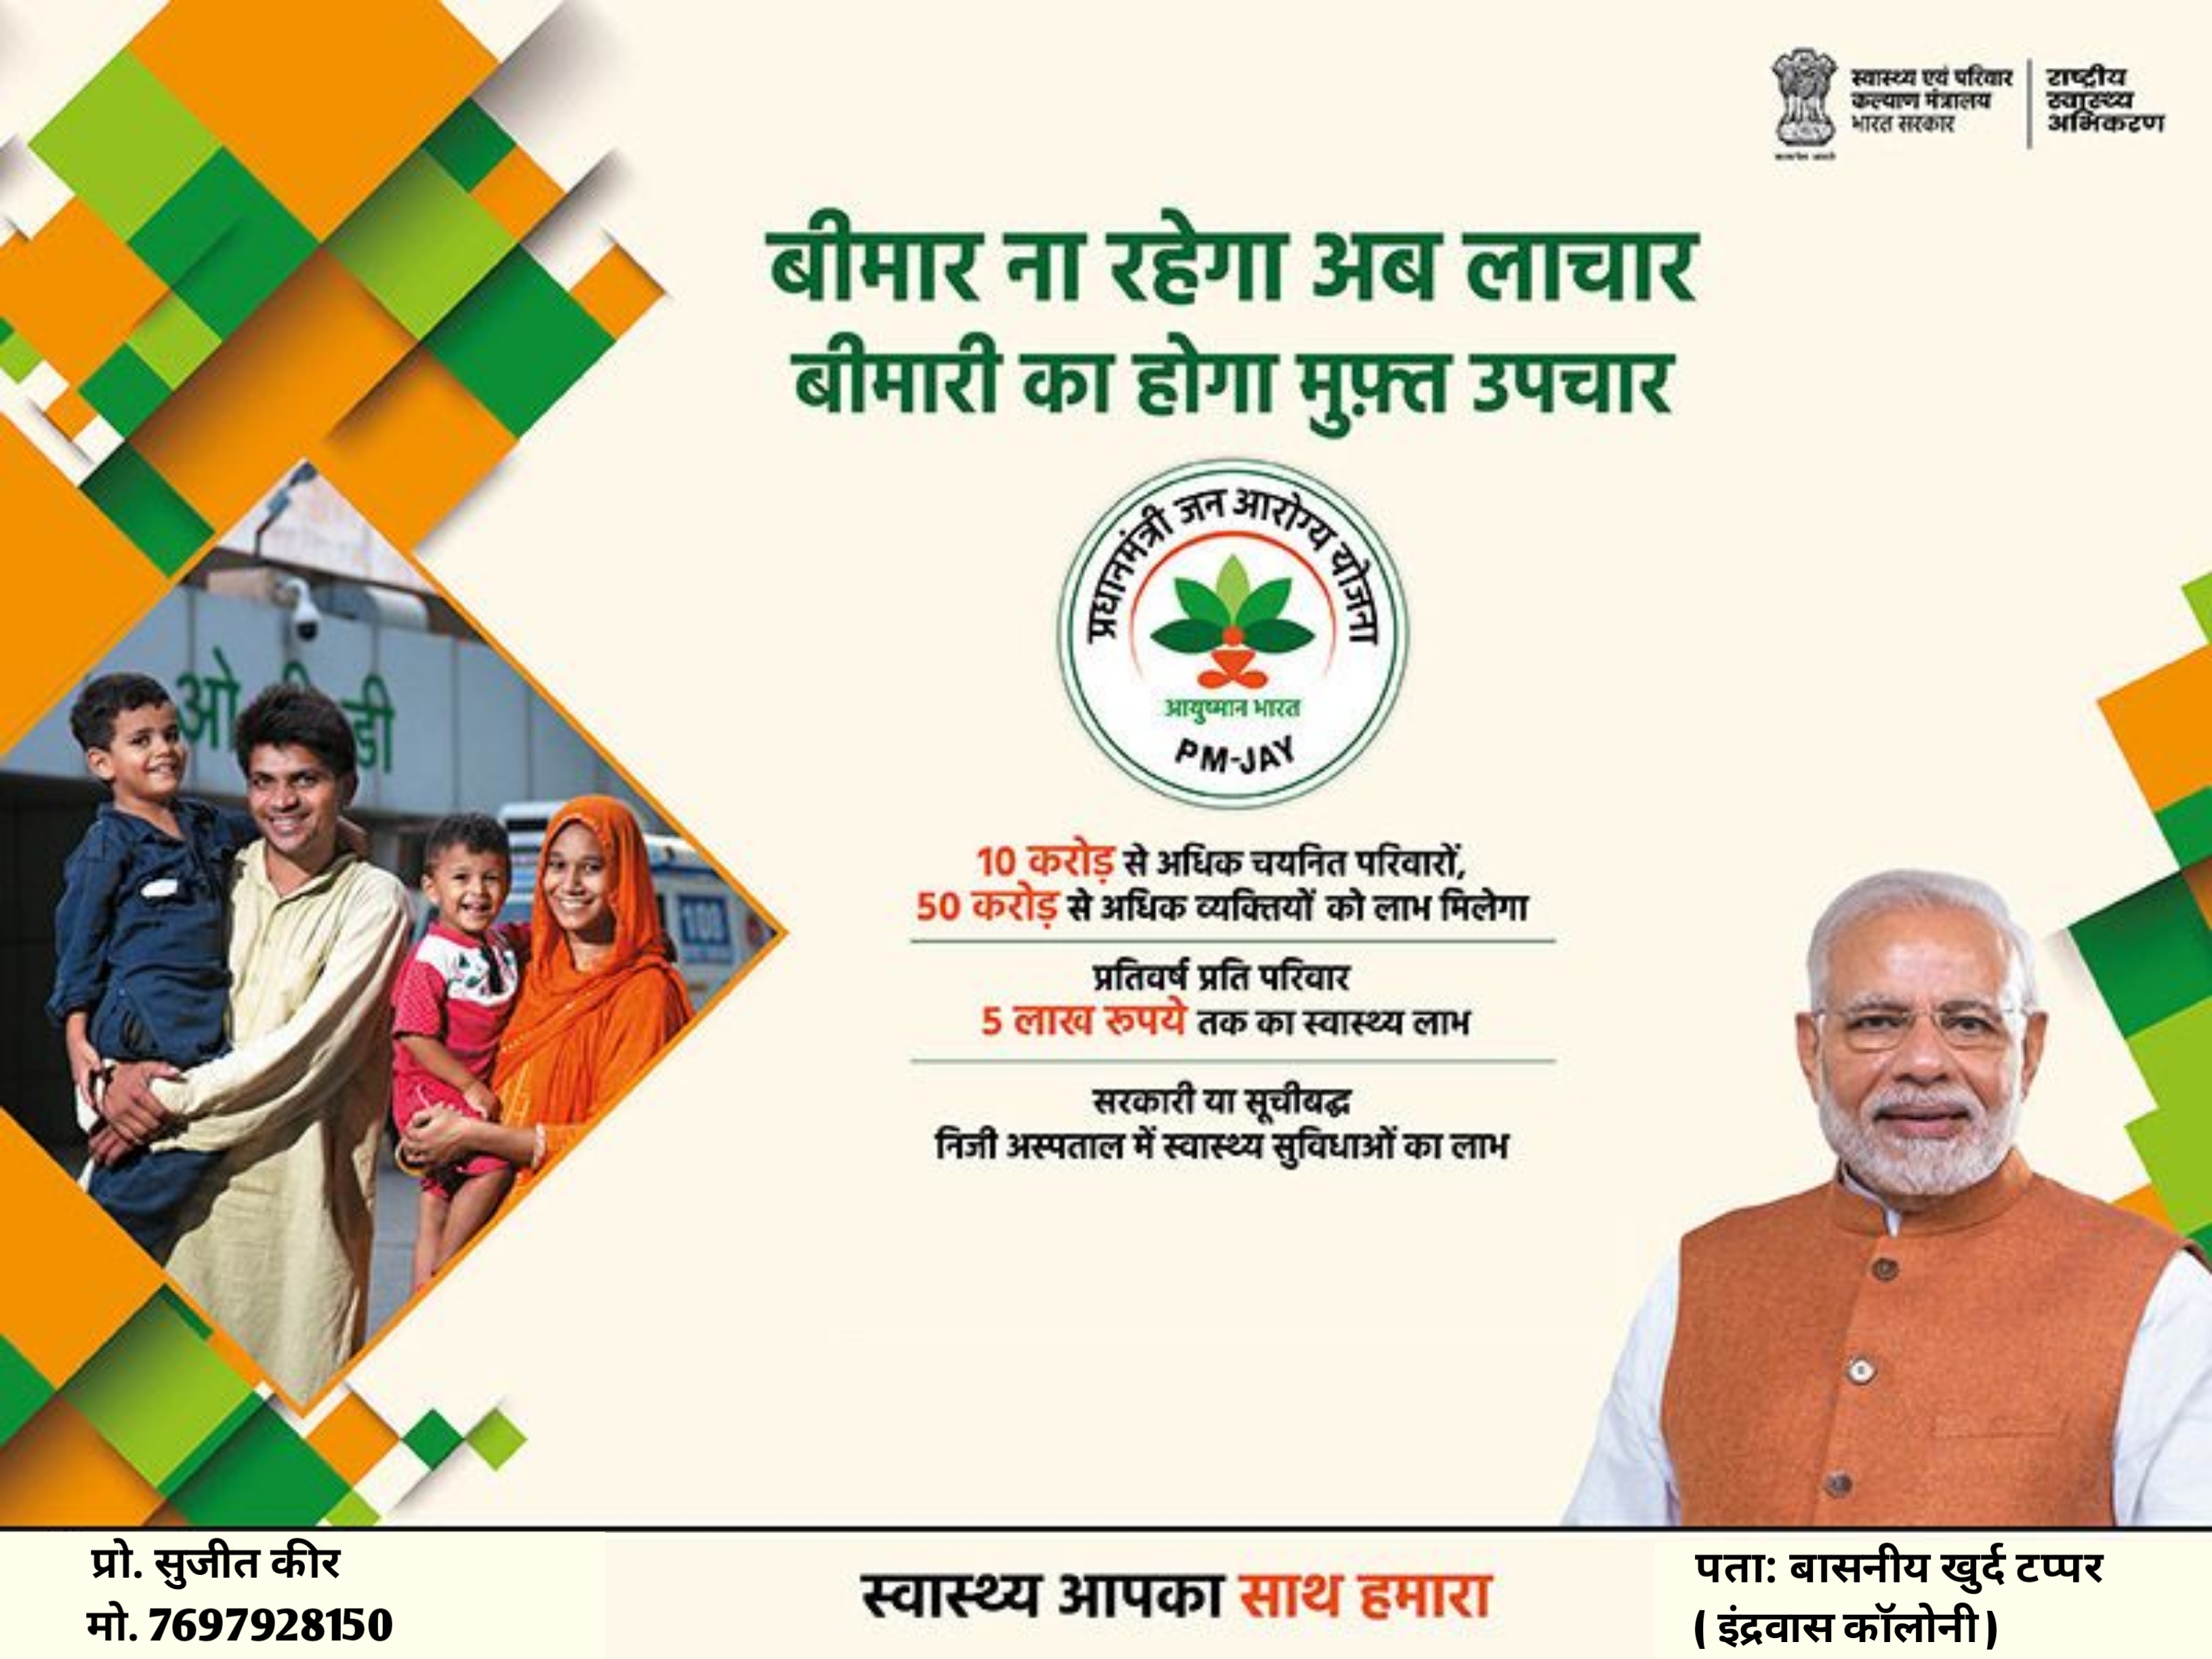 स्वास्थ्य एवं परिवार
कल्याण मंत्रालय
भारत सरकार
राष्ट्रीय
स्वास्थ्य
अभिकरण
बीमार ना रहेगा अब लाचार
बीमारी का होगा मुफ़्त उपचार
प्रधानमंत्री जन आरोग्य योजना
आयुष्मान भारत
PM-JAY
ओ डी
108
10 करोड़ से अधिक चयनित परिवारों,
50 करोड़ से अधिक व्यक्तियों को लाभ मिलेगा
प्रतिवर्ष प्रति परिवार
5 लाख रूपये तक का स्वास्थ्य लाभ
सरकारी या सूचीबद्ध
निजी अस्पताल में स्वास्थ्य सुविधाओं का लाभ
प्रो. सुजीत कीर
मो. 7697928150
स्वास्थ्य आपका साथ हमारा
पता: बासनीय खुर्द टप्पर
( इंद्रवास कॉलोनी )